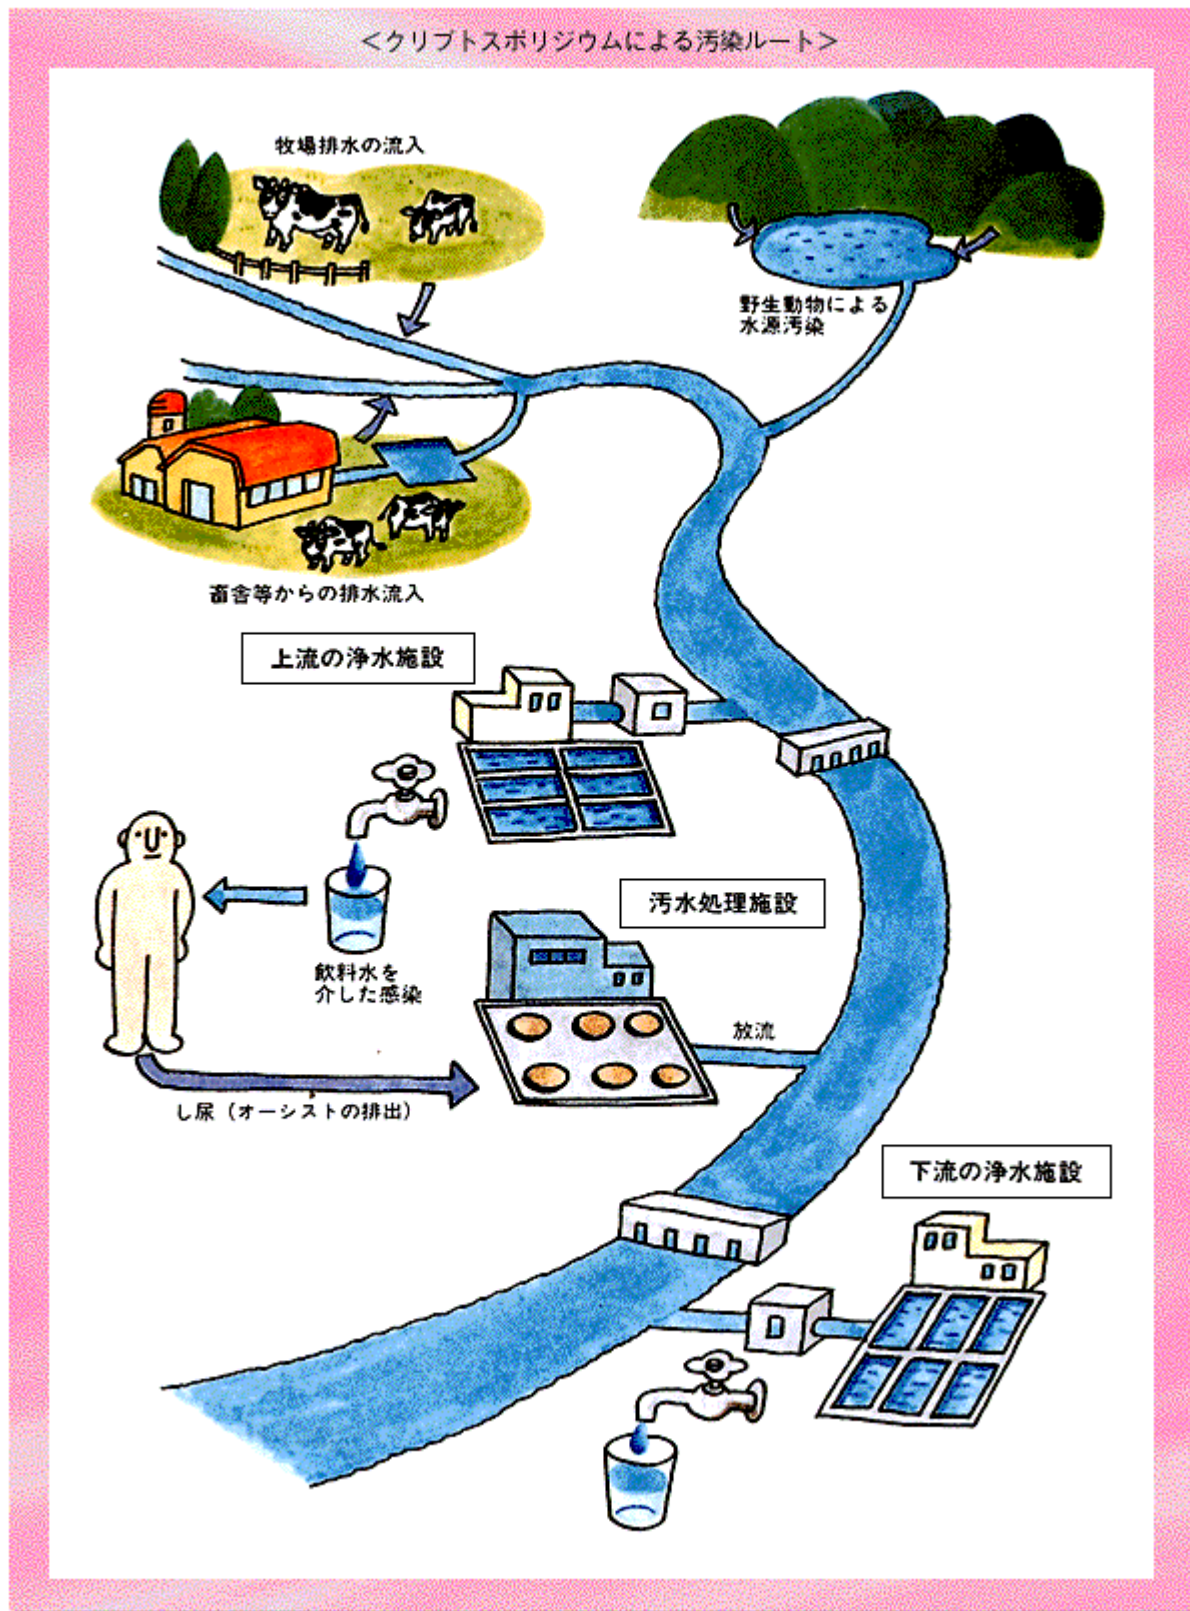 ＜クリプトスポリジウムによる汚染ルート＞
牧場排水の流入
野生動物による
水源汚染
畜舎等からの排水流入
上流の浄水施設
汚水処理施設
飲料水を
介した感染
放流
し尿（オーシストの排出）
下流の浄水施設